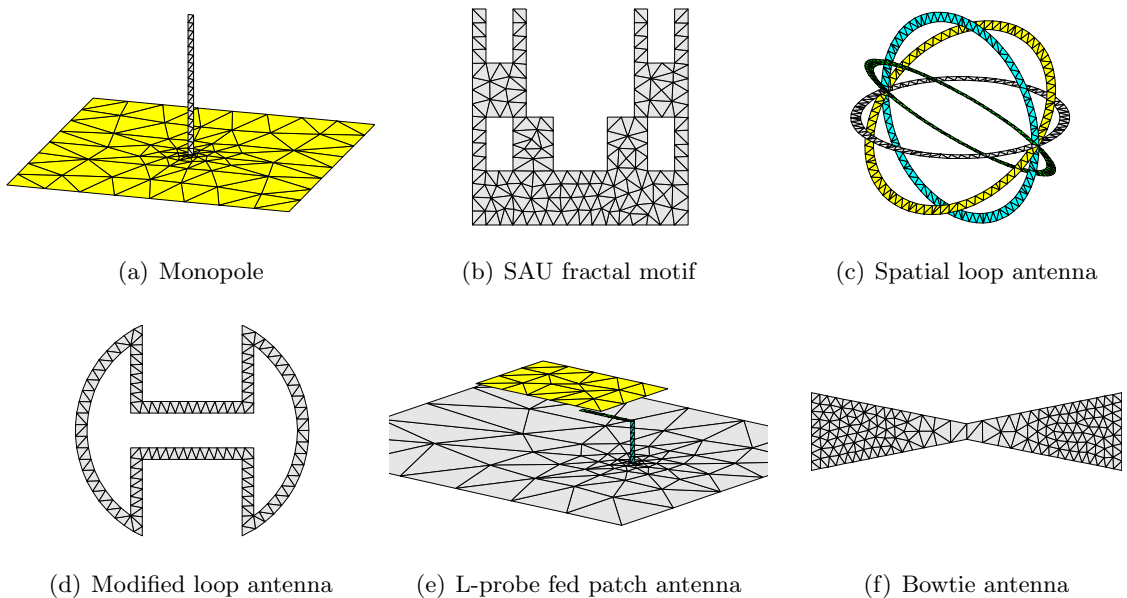 (a) Monopole
(b) SAU fractal motif
(c) Spatial loop antenna
(d) Modified loop antenna
(e) L-probe fed patch antenna
(f) Bowtie antenna